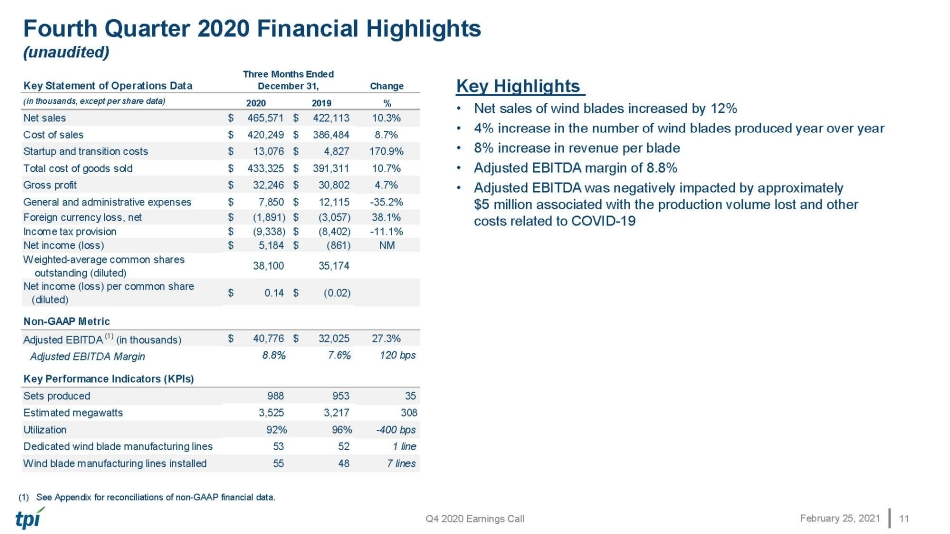 Fourth Quarter 2020 Financial Highlights
(unaudited)
Three Months Ended
Key Statement of Operations Data December 31, Change
(in thousands, except per share data) 2020 2019 %
Net sales $ 465,571 $ 422,113 10.3%
Cost of sales $ 420,249 $ 386,484 8.7%
Startup and transition costs $ 13,076 $ 4,827 170.9%
Total cost of goods sold $ 433,325 $ 391,311 10.7%
Gross profit $ 32,246 $ 30,802 4.7%
General and administrative expenses $ 7,850 $ 12,115 -35.2%
Foreign currency loss, net $ (1,891) $ (3,057) 38.1%
Income tax provision $ (9,338) $ (8,402) -11.1%
Net income (loss) $ 5,184 $ (861) NM
Weighted-average common shares
outstanding (diluted) 38,100 35,174
Net income (loss) per common share
(diluted) $ 0.14 $ (0.02)
Non-GAAP Metric
Adjusted EBITDA (1) (in thousands) $ 40,776 $ 32,025 27.3%
Adjusted EBITDA Margin 8.8% 7.6% 120 bps
Key Performance Indicators (KPIs)
Sets produced 988 953 35
Estimated megawatts 3,525 3,217 308
Utilization 92% 96% -400 bps
Dedicated wind blade manufacturing lines 53 52 1 line
Wind blade manufacturing lines installed 55 48 7 lines
Key Highlights
• Net sales of wind blades increased by 12%
• 4% increase in the number of wind blades produced year over year
• 8% increase in revenue per blade
• Adjusted EBITDA margin of 8.8%
• Adjusted EBITDA was negatively impacted by approximately
$5 million associated with the production volume lost and other
costs related to COVID-19
(1) See Appendix for reconciliations of non-GAAP financial data.
tpi Q4 2020 Earnings Call February 25, 2021 11